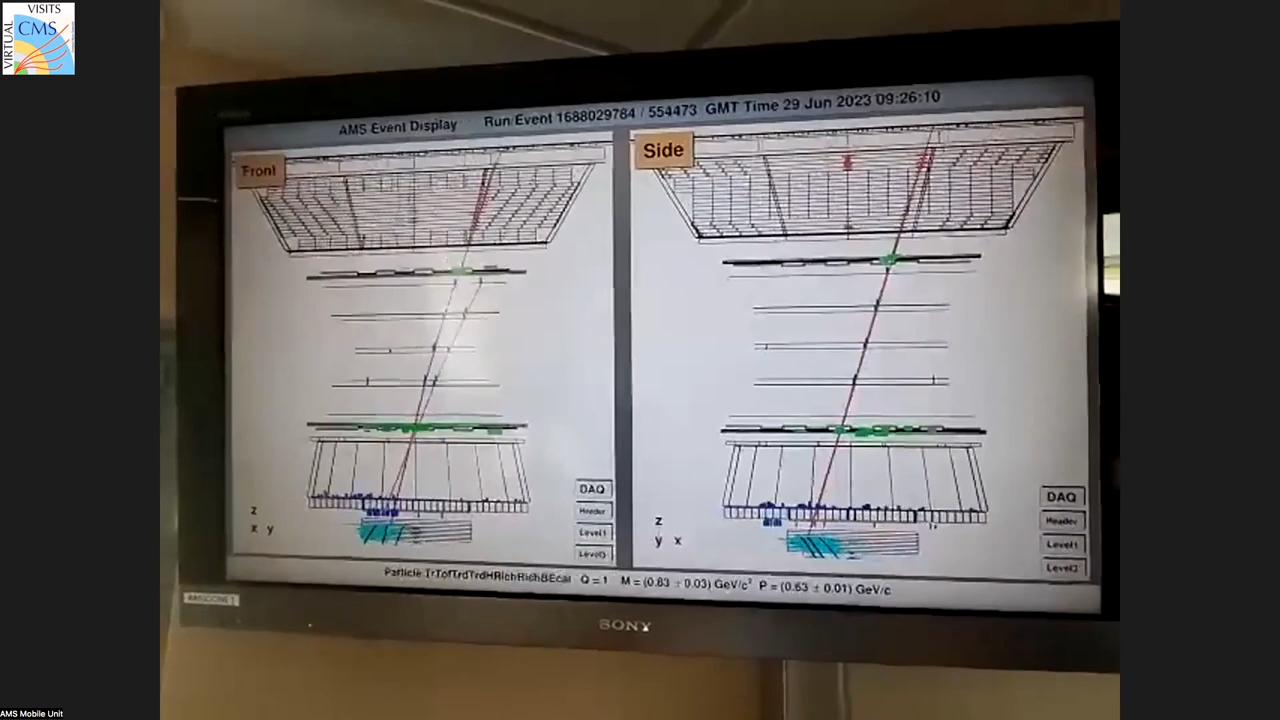 VIRTUAL
VISITS
CMS
AMS Event Display Run/Event 1688029784 / 554473 GMT Time 29 Jun 2023 09:26:10
Front
Side
DAQ
Header
Level1
z
x y
DAQ
Header
Level1
Level2
z
y x
Particle TrTofTrdTrdHRichRichBEcal Q = 1 M = (0.83 ± 0.03) GeV/c² P = (0.63 ± 0.01) GeV/c
SONY
AMS Mobile Unit